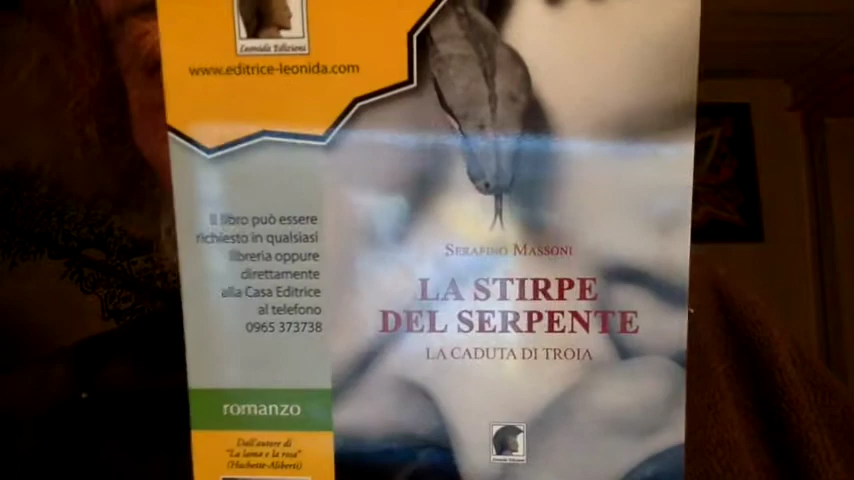 Leonida Edizioni
www.editrice-leonida.com
Il libro può essere
richiesto in qualsiasi
libreria oppure
direttamente
alla Casa Editrice
al telefono
0965 373738
romanzo
Dall'autore di
"La lama e la rosa"
(Hachette-Aliberti)
SERAFINO MASSONI
LA STIRPE
DEL SERPENTE
LA CADUTA DI TROIA
Leonida Edizioni